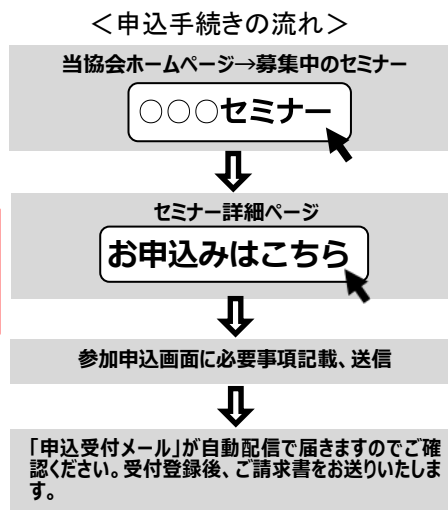 ＜申込手続きの流れ＞
当協会ホームページ→募集中のセミナー
○○○セミナー
セミナー詳細ページ
お申込みはこちら
参加申込画面に必要事項記載、送信
「申込受付メール」が自動配信で届きますのでご確
認ください。受付登録後、ご請求書をお送りいたしま
す。